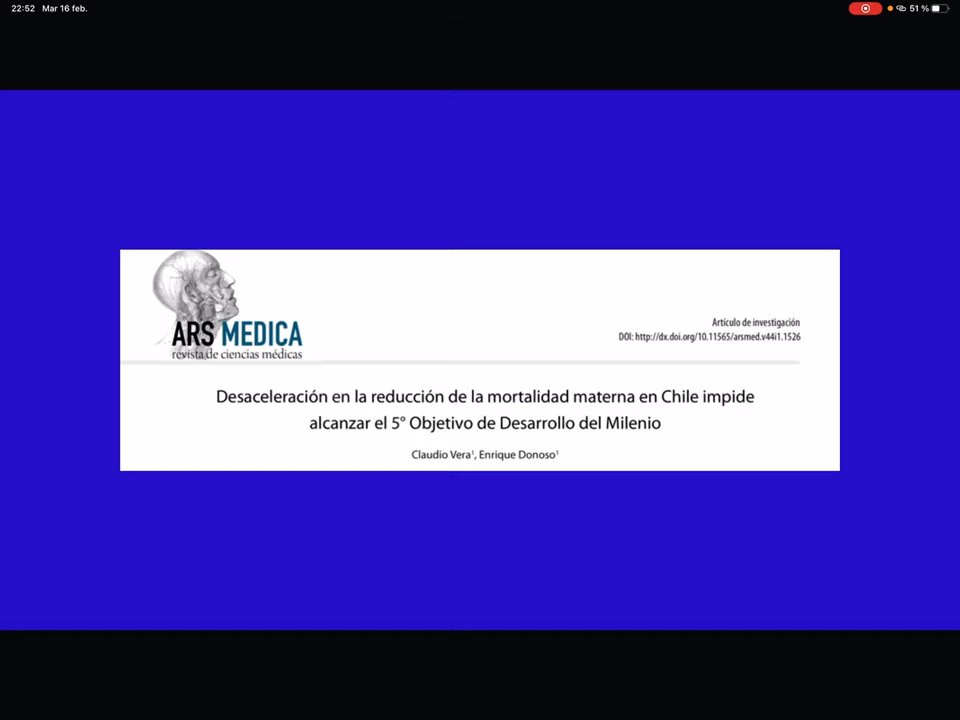 22:52 Mar 16 feb.
51 %
ARS MEDICA
revista de ciencias médicas
Artículo de investigación
DOI: http://dx.doi.org/10.11565/arsmed.v44i1.1526
Desaceleración en la reducción de la mortalidad materna en Chile impide
alcanzar el 5° Objetivo de Desarrollo del Milenio
Claudio Vera¹, Enrique Donoso¹